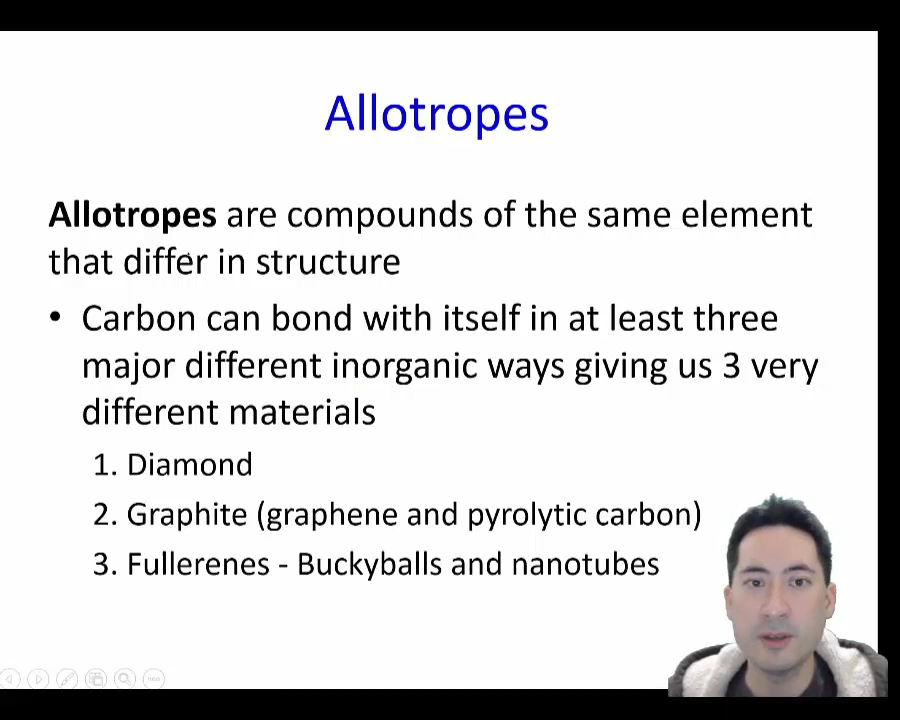 Allotropes
Allotropes are compounds of the same element
that differ in structure
• Carbon can bond with itself in at least three
major different inorganic ways giving us 3 very
different materials
1. Diamond
2. Graphite (graphene and pyrolytic carbon)
3. Fullerenes - Buckyballs and nanotubes